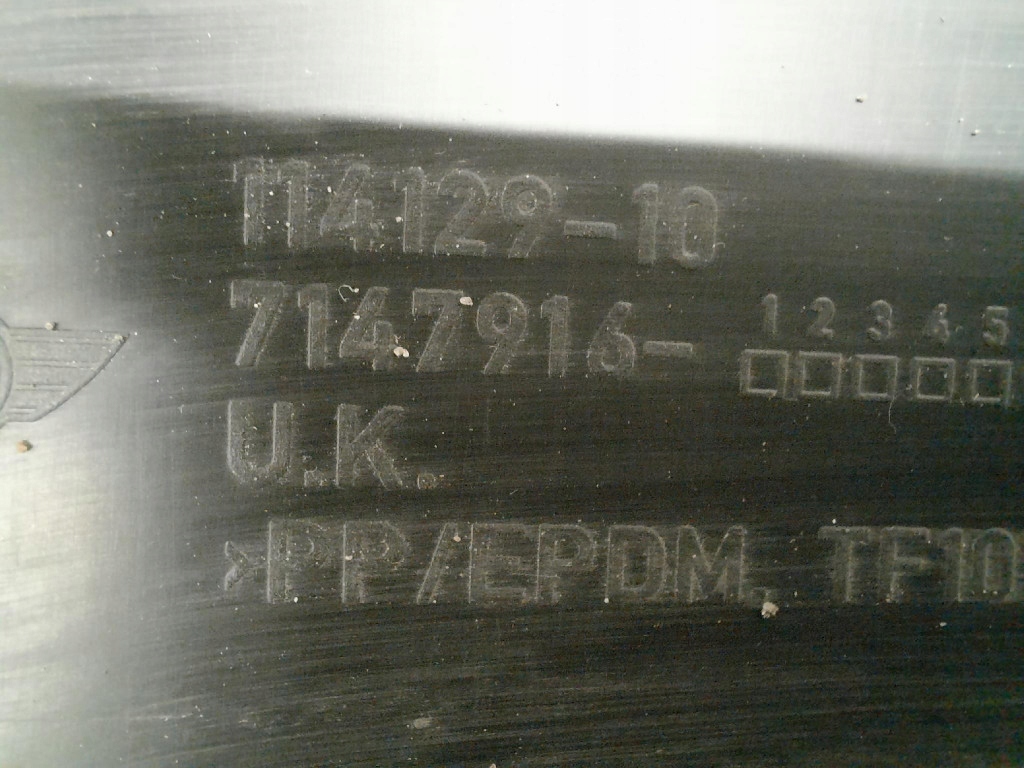 114129-10
7147916-
1 2 3 4 5
U.K.
>PP/EPDM, TF10